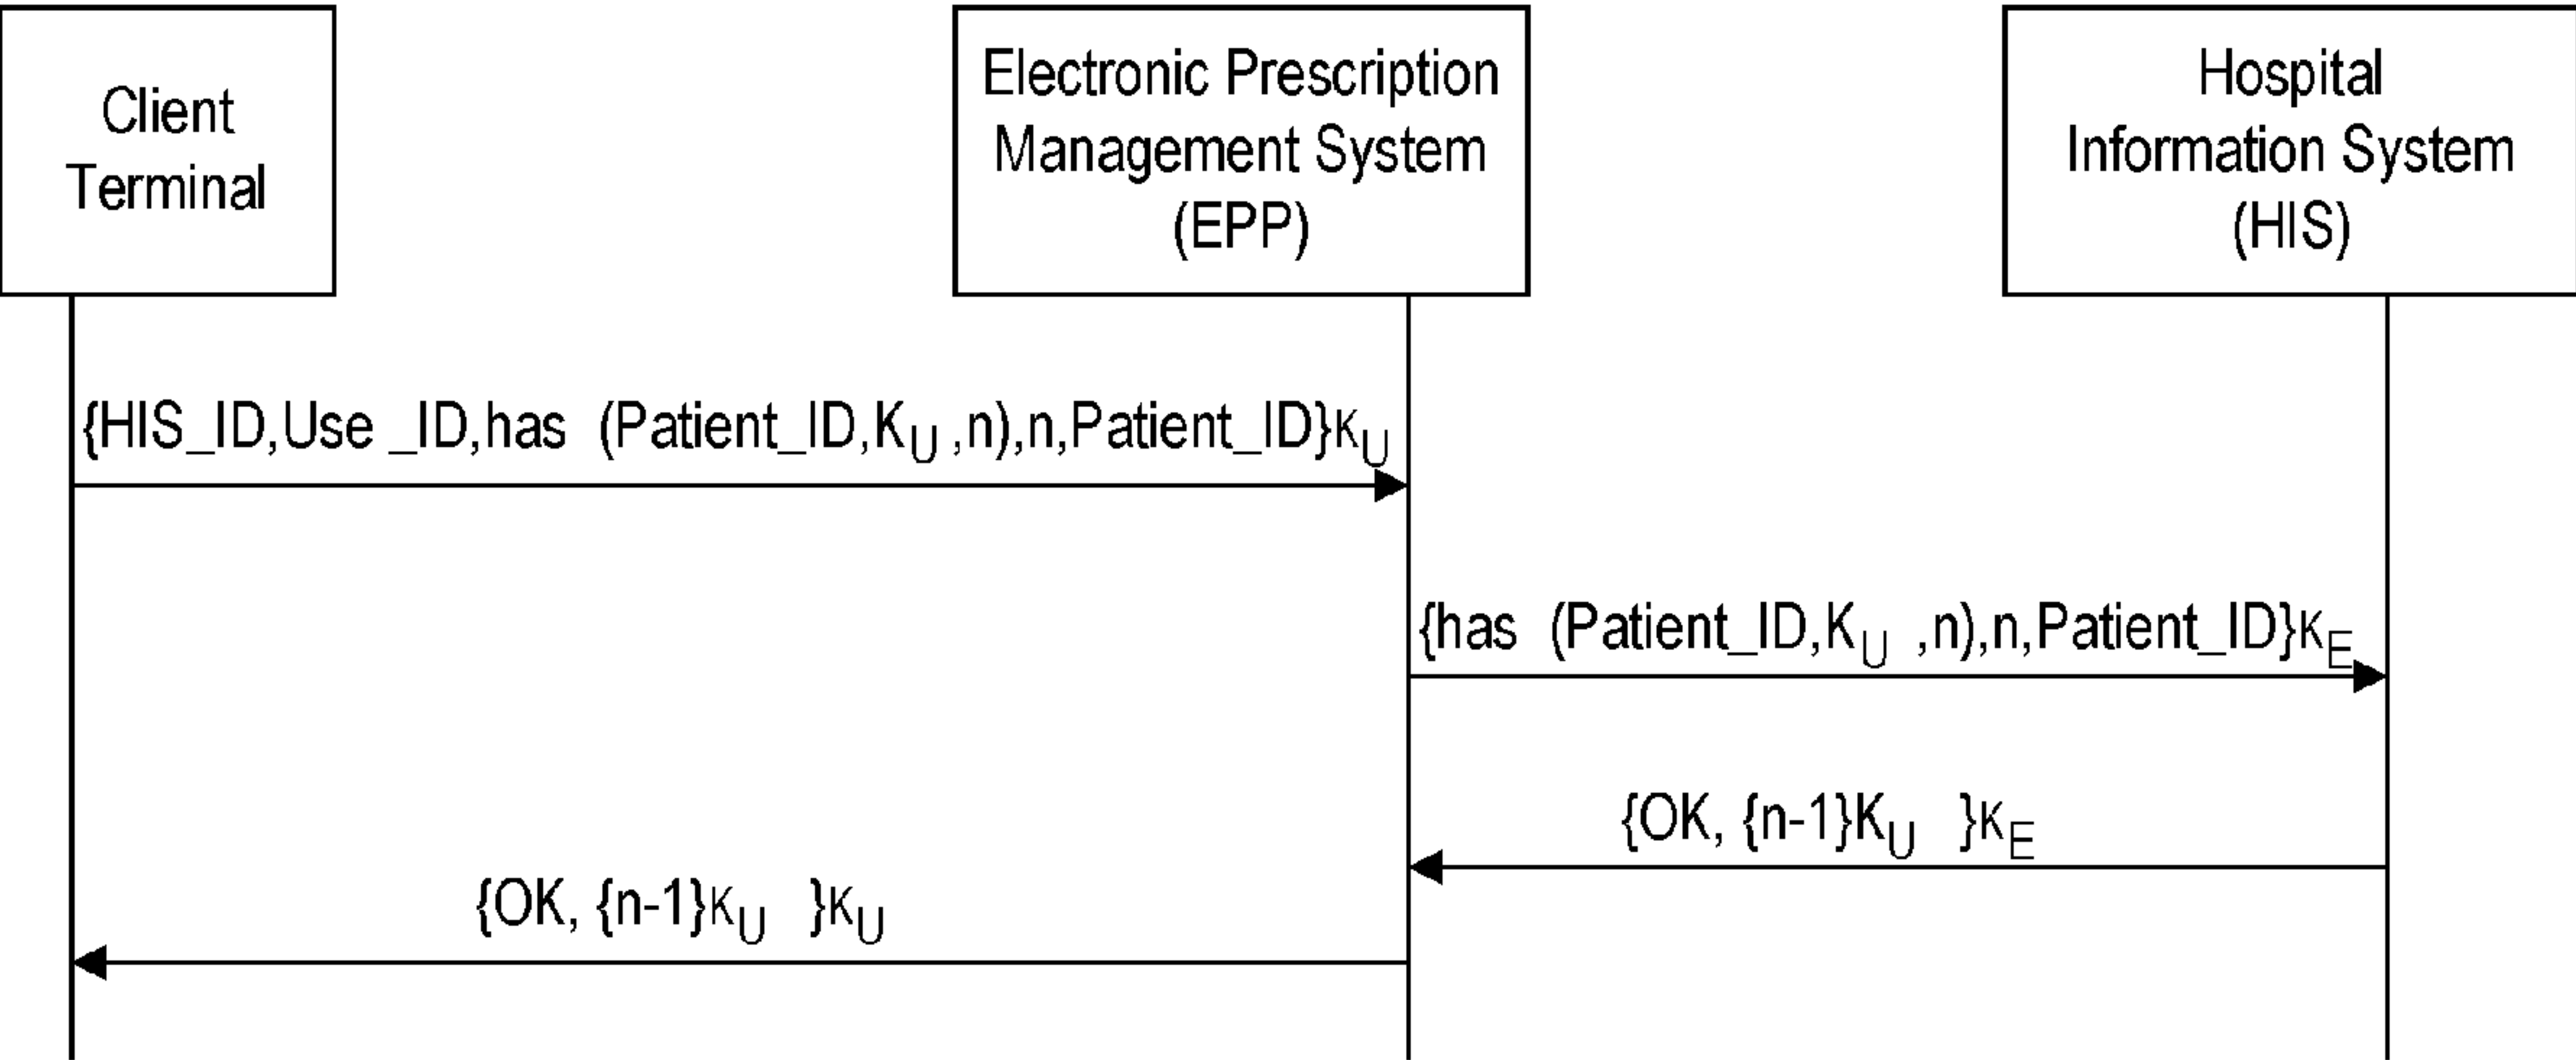 Client
Terminal
Electronic Prescription
Management System
(EPP)
Hospital
Information System
(HIS)
{HIS_ID,Use _ID,has (Patient_ID,KU ,n),n,Patient_ID}KU
{has (Patient_ID,KU ,n),n,Patient_ID}KE
{OK, {n-1}KU }KE
{OK, {n-1}KU }KU